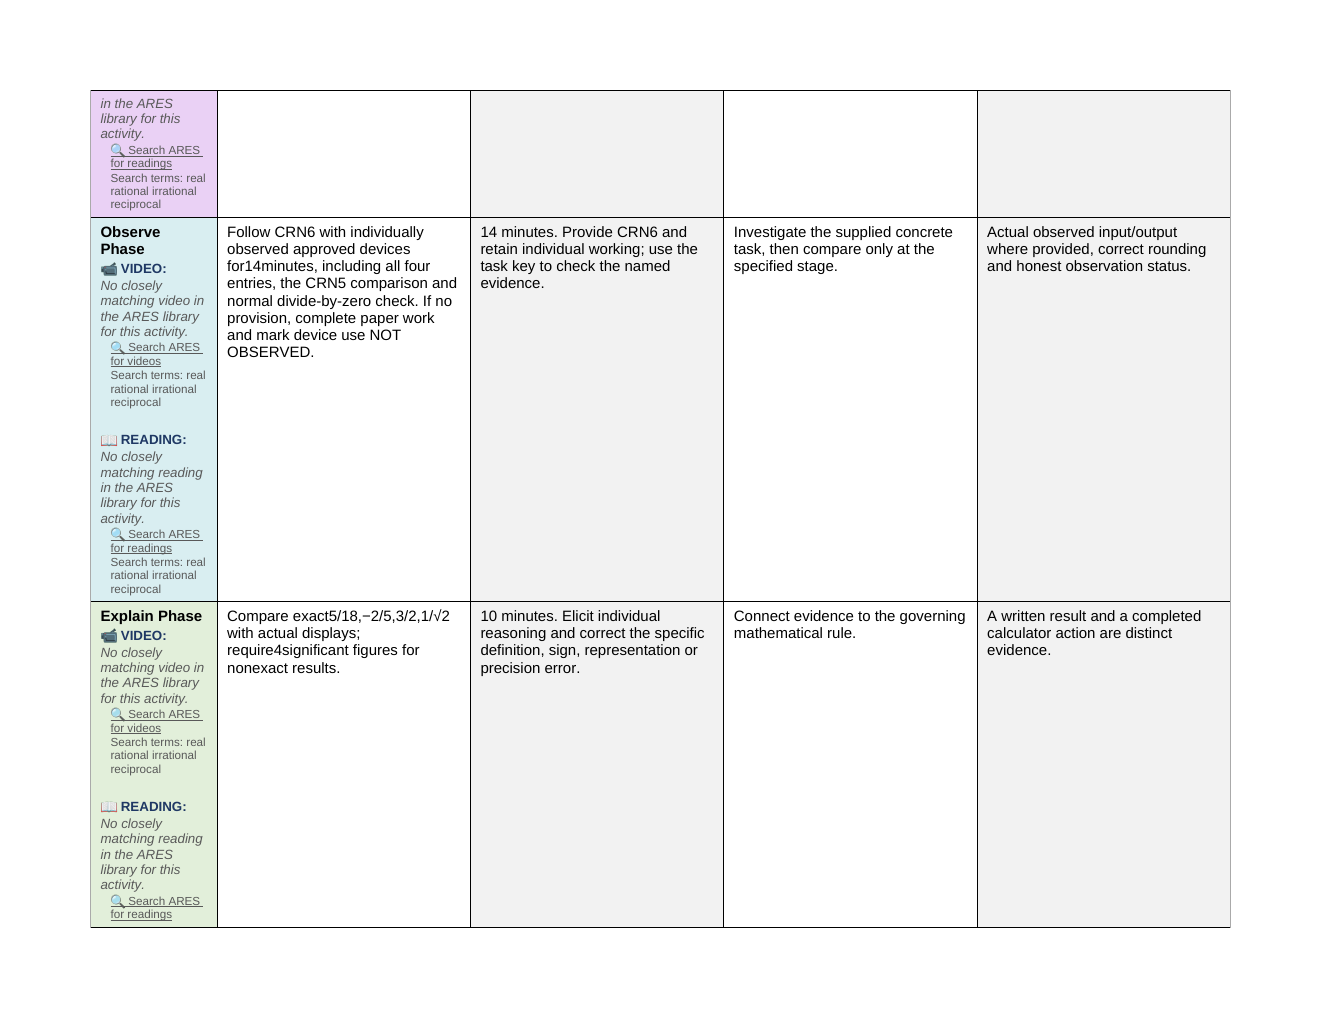 in the ARES
library for this
activity.
🔍 Search ARES
for readings
Search terms: real
rational irrational
reciprocal
Observe
Phase
📹 VIDEO:
No closely
matching video in
the ARES library
for this activity.
🔍 Search ARES
for videos
Search terms: real
rational irrational
reciprocal
📖 READING:
No closely
matching reading
in the ARES
library for this
activity.
🔍 Search ARES
for readings
Search terms: real
rational irrational
reciprocal
Follow CRN6 with individually
observed approved devices
for14minutes, including all four
entries, the CRN5 comparison and
normal divide-by-zero check. If no
provision, complete paper work
and mark device use NOT
OBSERVED.
14 minutes. Provide CRN6 and
retain individual working; use the
task key to check the named
evidence.
Investigate the supplied concrete
task, then compare only at the
specified stage.
Actual observed input/output
where provided, correct rounding
and honest observation status.
Explain Phase
📹 VIDEO:
No closely
matching video in
the ARES library
for this activity.
🔍 Search ARES
for videos
Search terms: real
rational irrational
reciprocal
📖 READING:
No closely
matching reading
in the ARES
library for this
activity.
🔍 Search ARES
for readings
Compare exact5/18,−2/5,3/2,1/√2
with actual displays;
require4significant figures for
nonexact results.
10 minutes. Elicit individual
reasoning and correct the specific
definition, sign, representation or
precision error.
Connect evidence to the governing
mathematical rule.
A written result and a completed
calculator action are distinct
evidence.